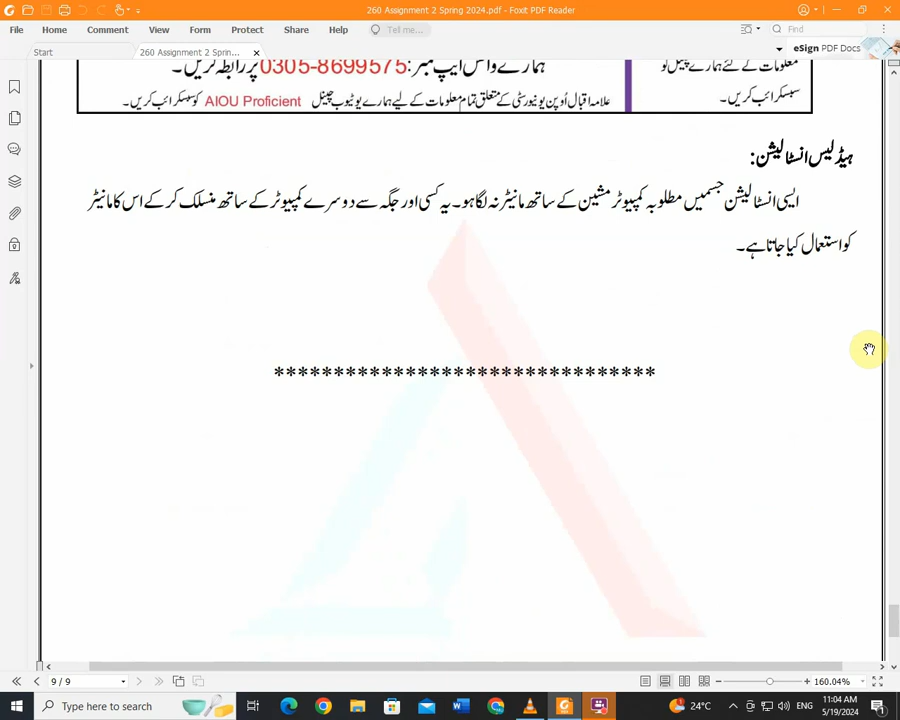 260 Assignment 2 Spring 2024.pdf - Foxit PDF Reader
File Home Comment View Form Protect Share Help Tell me... Find
Start 260 Assignment 2 Sprin... eSign PDF Docs
ہمارے واٹس ایپ نمبر:0305-8699575 پر رابطہ کریں۔
علامہ اقبال اوپن یونیورسٹی کے متعلق تمام معلومات کے لیے ہمارے یوٹیوب چینل AIOU Proficient کو سبسکرائب کریں۔
معلومات کے لئے ہمارے چینل کو
سبسکرائب کریں۔
ہیڈلیس انسٹالیشن:
ایسی انسٹالیشن جسمیں مطلوبہ کمپیوٹر مشین کے ساتھ مانیٹر نہ لگا ہو۔ یہ کسی اور جگہ سے دوسرے کمپیوٹر کے ساتھ منسلک کر کے اس کا مانیٹر
کو استعمال کیا جاتا ہے۔
********************************
9 / 9 160.04%
Type here to search 24°C 11:04 AM
5/19/2024